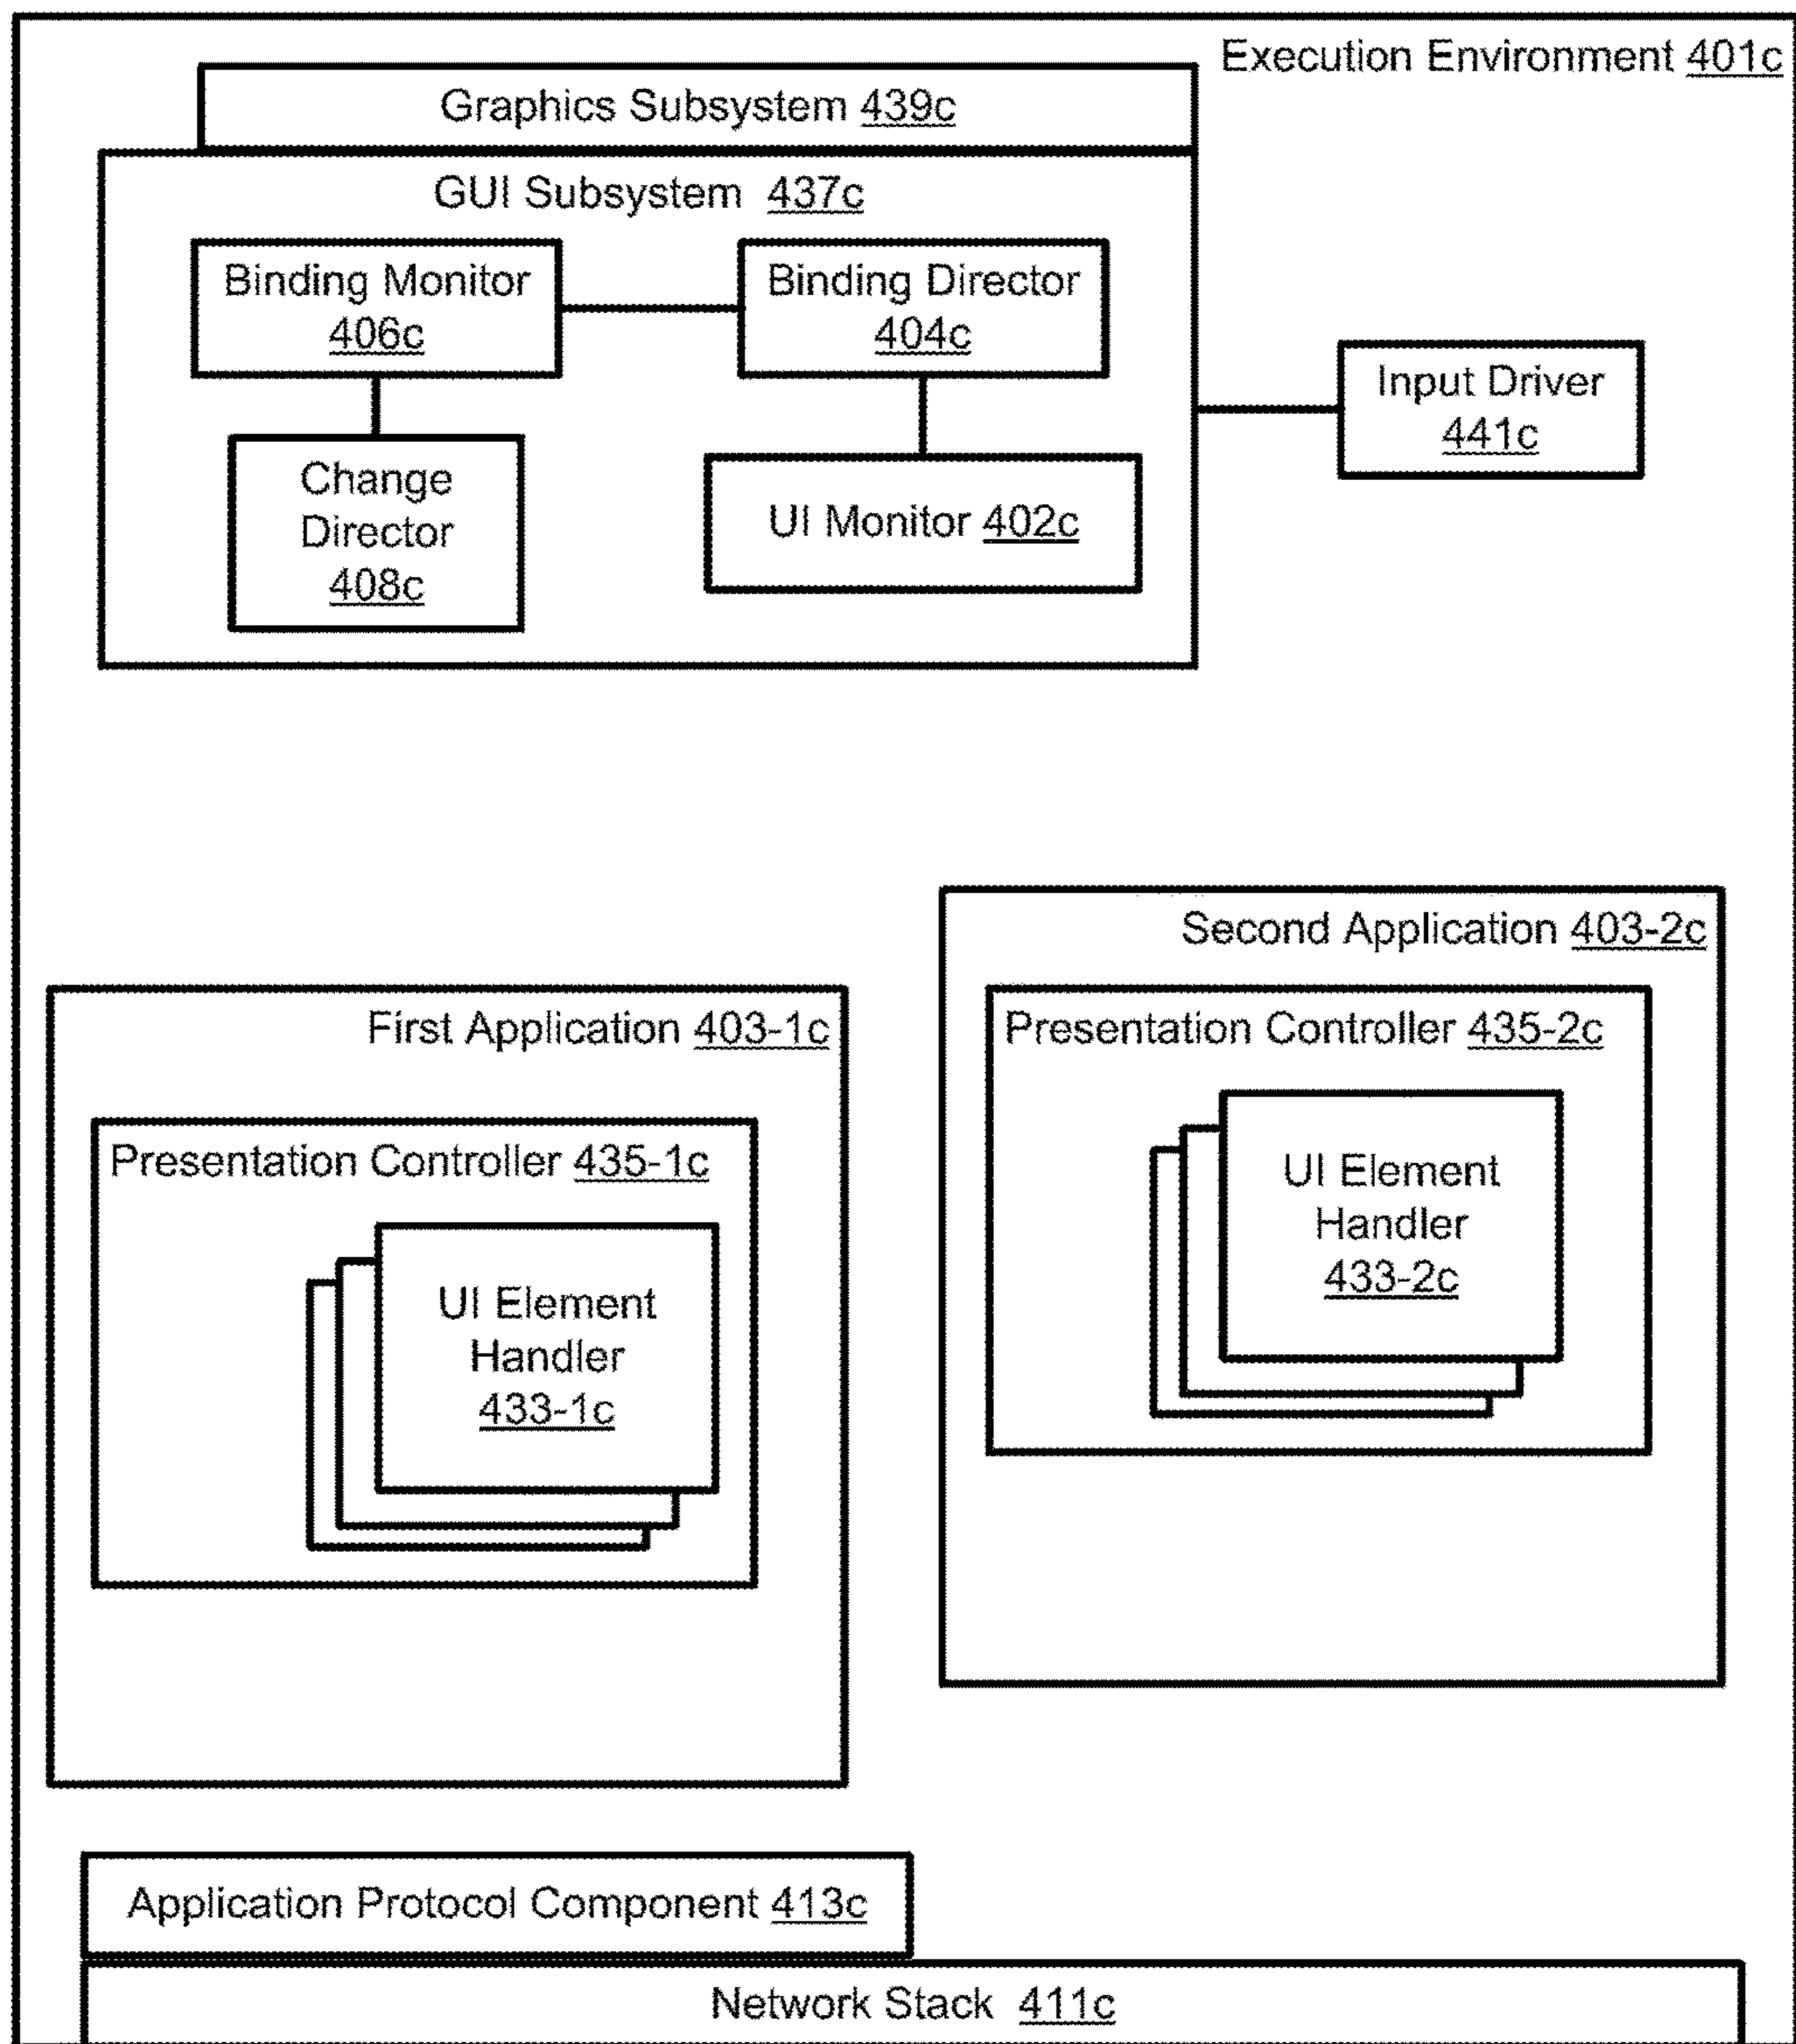 Execution Environment 401c
Graphics Subsystem 439c
GUI Subsystem 437c
Binding Monitor
406c
Binding Director
404c
Input Driver
441c
Change
Director
408c
UI Monitor 402c
Second Application 403-2c
First Application 403-1c
Presentation Controller 435-2c
Presentation Controller 435-1c
UI Element
Handler
433-2c
UI Element
Handler
433-1c
Application Protocol Component 413c
Network Stack 411c